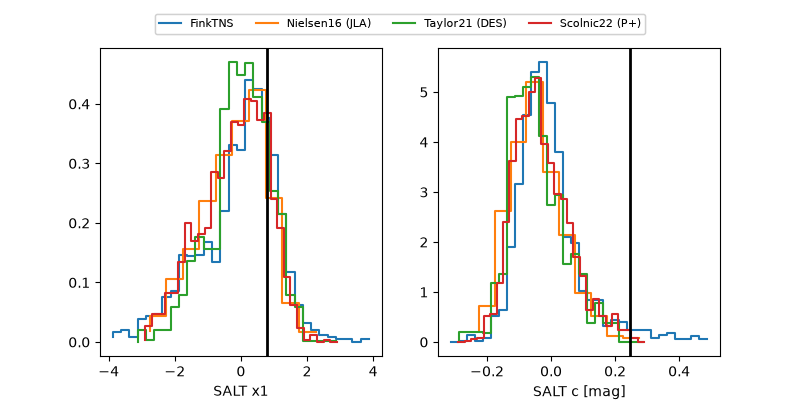 FinkTNS Nielsen16 (JLA) Taylor21 (DES) Scolnic22 (P+)
0.4
0.3
0.2
0.1
0.0
−4 −2 0 2 4
SALT x1
5
4
3
2
1
0
−0.2 0.0 0.2 0.4
SALT c [mag]